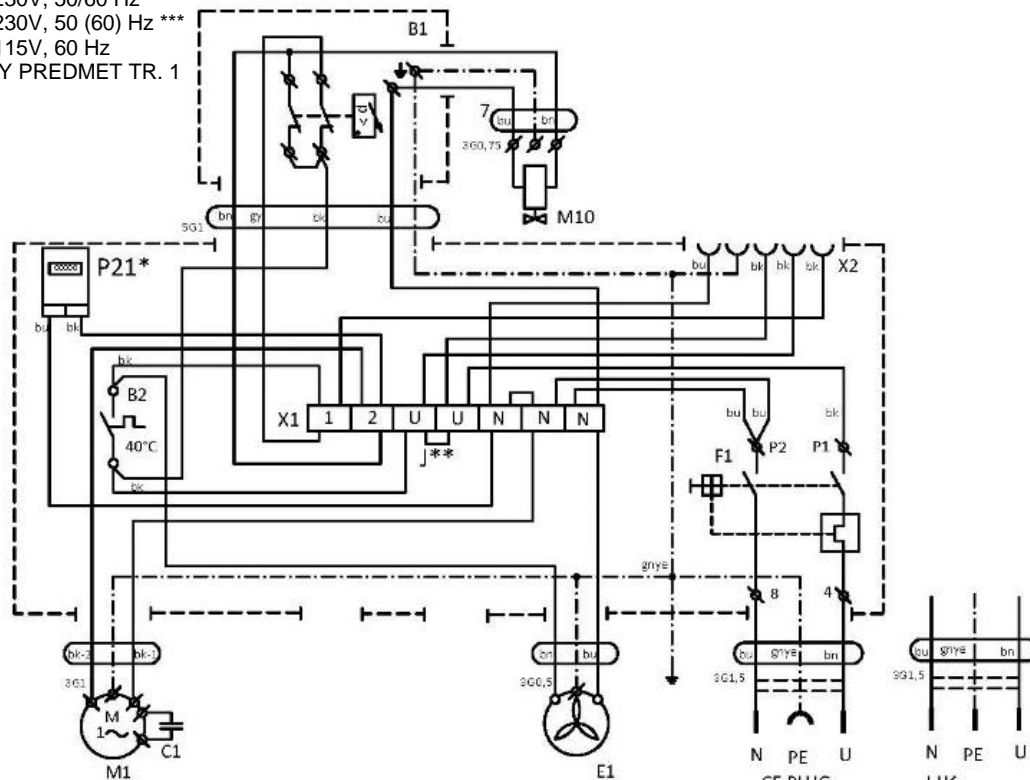 230V, 50/60 Hz
230V, 50 (60) Hz ***
115V, 60 Hz
Y PREDMET TR. 1
B1
7
bu
bn
3G0,75
M10
5G1
bn
gy
bk
bu
P21*
bu
bk
X2
bu
bk
bk
bk
bk
B2
40°C
bk
X1
1
2
U
U
N
N
N
J**
bu
bu
bk
P2
P1
F1
gnye
8
4
bk-2
bk-1
3G1
M
1~
C1
M1
bn
bu
3G0,5
E1
bu
gnye
bn
3G1,5
N
PE
U
bu
gnye
bn
3G1,5
N
PE
U